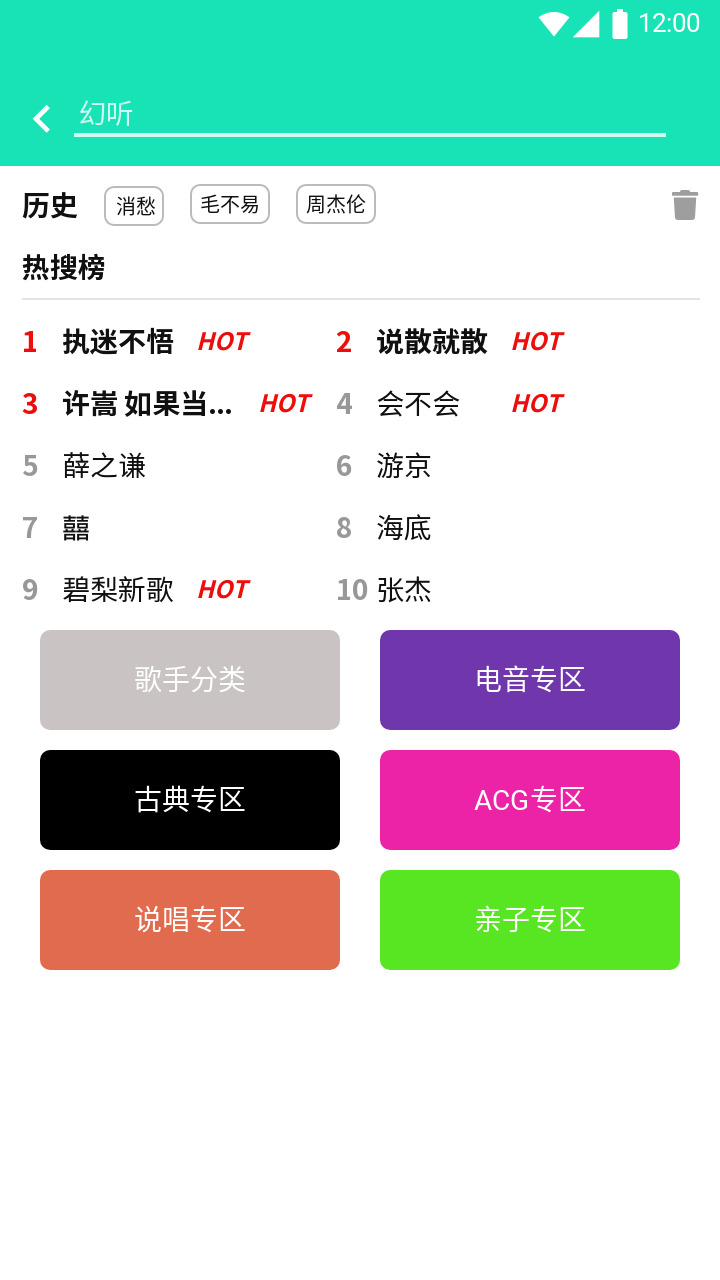 12:00
幻听
历史 消愁 毛不易 周杰伦
热搜榜
1 执迷不悟 HOT 2 说散就散 HOT
3 许嵩 如果当... HOT 4 会不会 HOT
5 薛之谦 6 游京
7 囍 8 海底
9 碧梨新歌 HOT 10 张杰
歌手分类 电音专区
古典专区 ACG专区
说唱专区 亲子专区